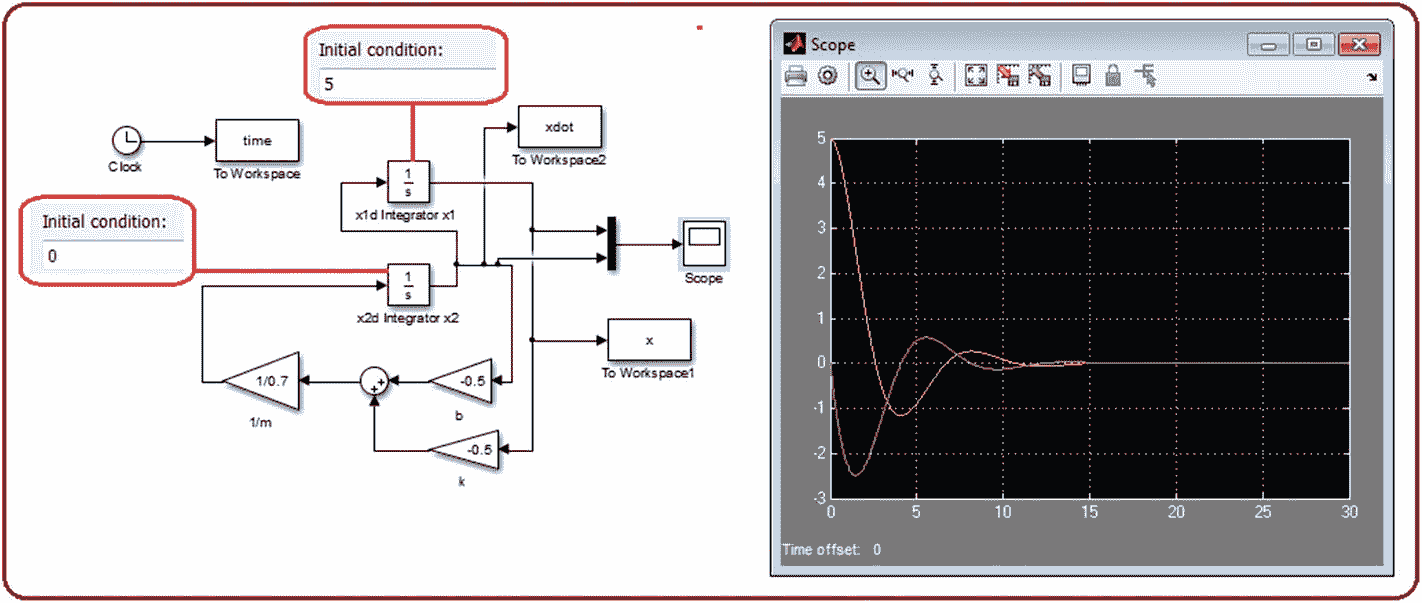 Initial condition:
5
Clock
time
To Workspace
xdot
To Workspace2
1
s
x1d Integrator x1
Initial condition:
0
1
s
x2d Integrator x2
Scope
x
To Workspace1
1/0.7
1/m
+
+
-0.5
b
-0.5
k
Scope
5
4
3
2
1
0
-1
-2
-3
0 5 10 15 20 25 30
Time offset: 0